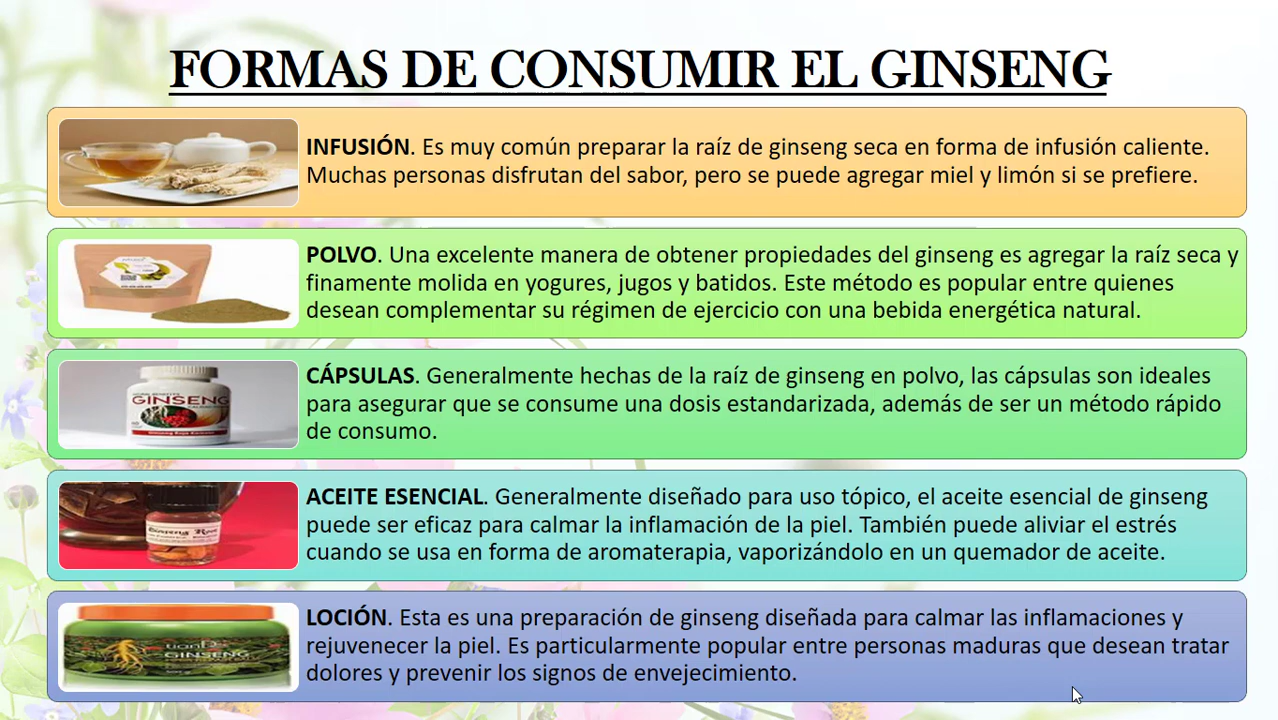 FORMAS DE CONSUMIR EL GINSENG
INFUSIÓN. Es muy común preparar la raíz de ginseng seca en forma de infusión caliente.
Muchas personas disfrutan del sabor, pero se puede agregar miel y limón si se prefiere.
POLVO. Una excelente manera de obtener propiedades del ginseng es agregar la raíz seca y
finamente molida en yogures, jugos y batidos. Este método es popular entre quienes
desean complementar su régimen de ejercicio con una bebida energética natural.
GINSENG
CÁPSULAS. Generalmente hechas de la raíz de ginseng en polvo, las cápsulas son ideales
para asegurar que se consume una dosis estandarizada, además de ser un método rápido
de consumo.
Ginseng Root
ACEITE ESENCIAL. Generalmente diseñado para uso tópico, el aceite esencial de ginseng
puede ser eficaz para calmar la inflamación de la piel. También puede aliviar el estrés
cuando se usa en forma de aromaterapia, vaporizándolo en un quemador de aceite.
tianDe
GINSENG
LOCIÓN. Esta es una preparación de ginseng diseñada para calmar las inflamaciones y
rejuvenecer la piel. Es particularmente popular entre personas maduras que desean tratar
dolores y prevenir los signos de envejecimiento.